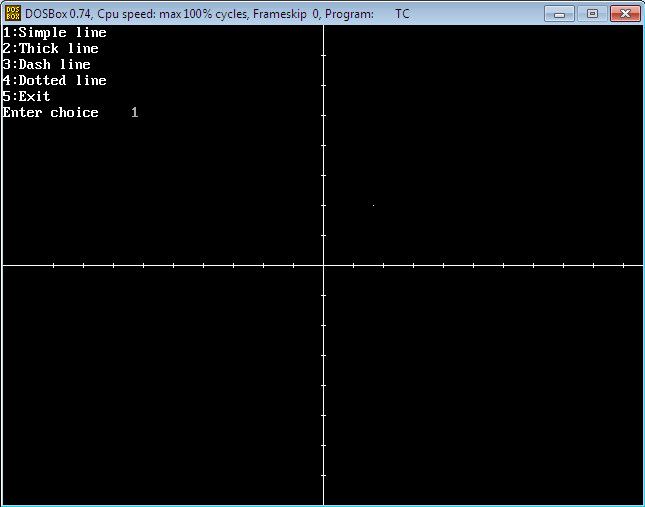 DOSBox 0.74, Cpu speed: max 100% cycles, Frameskip 0, Program: TC
1:Simple line
2:Thick line
3:Dash line
4:Dotted line
5:Exit
Enter choice 1